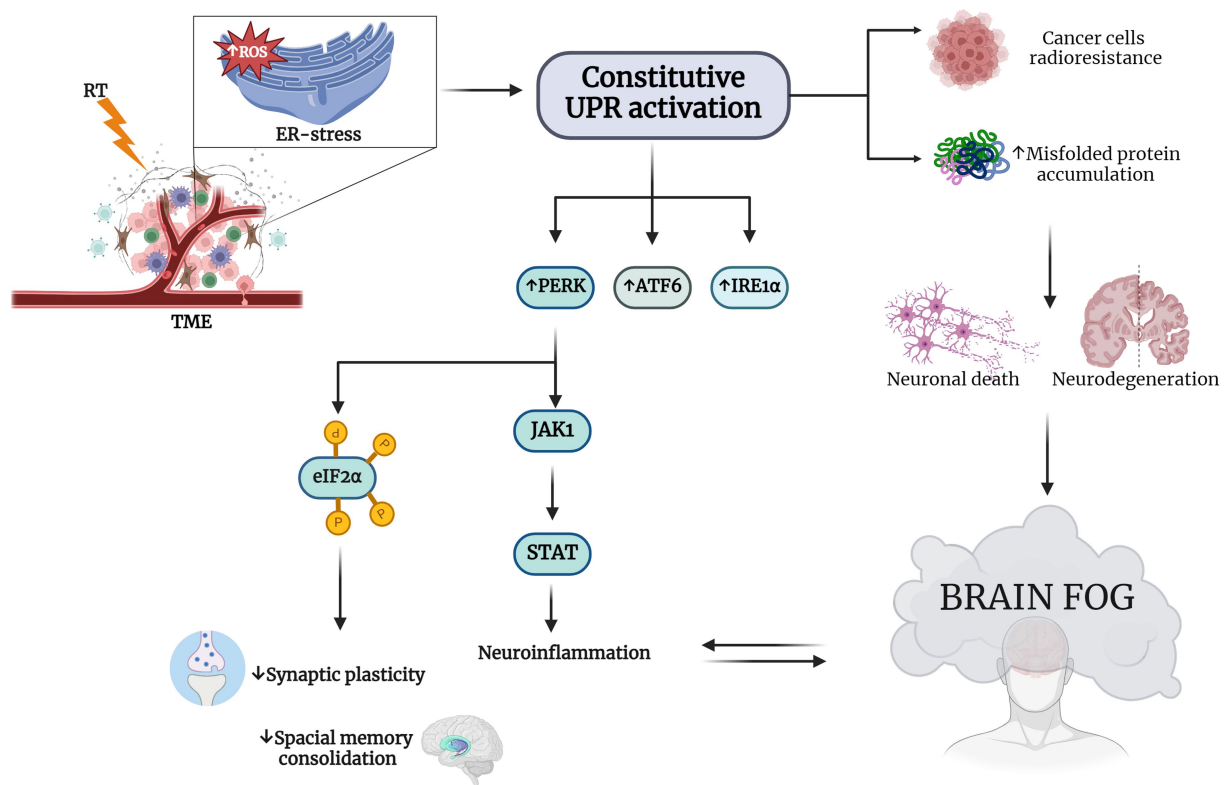 ↑ROS
RT
ER-stress
TME
Constitutive
UPR activation
Cancer cells
radioresistance
↑Misfolded protein
accumulation
↑PERK
↑ATF6
↑IRE1α
Neuronal death
Neurodegeneration
JAK1
P
P
eIF2α
P
P
STAT
BRAIN FOG
Neuroinflammation
↓Synaptic plasticity
↓Spacial memory
consolidation